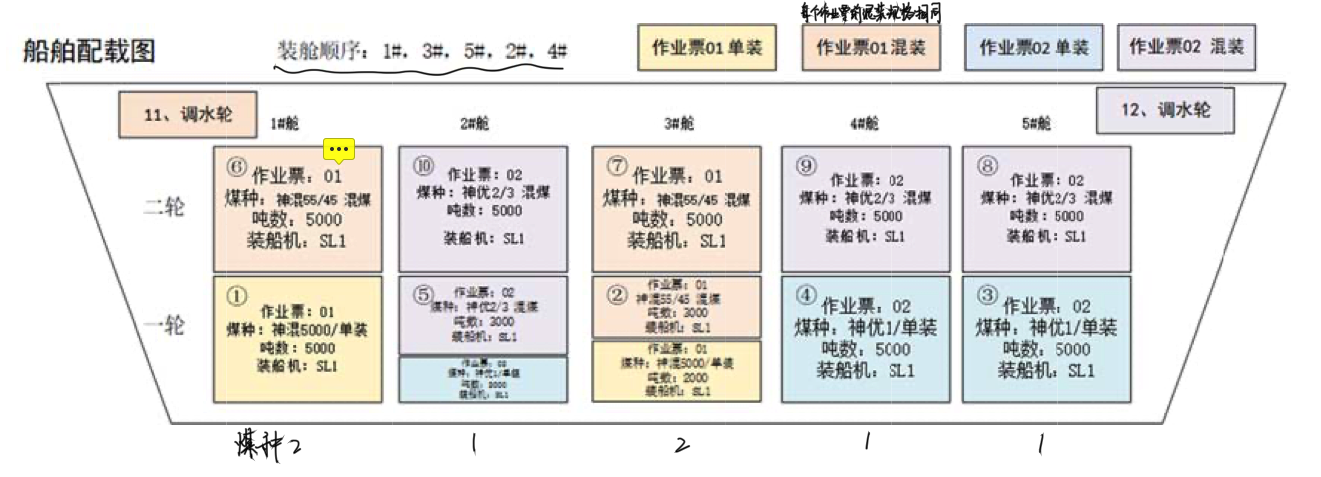 每个作业票的混装规格相同
船舶配载图
装舱顺序：1#. 3#. 5#. 2#. 4#
作业票01 单装
作业票01 混装
作业票02 单装
作业票02 混装
11、调水轮
12、调水轮
1#舱
2#舱
3#舱
4#舱
5#舱
二轮
⑥ 作业票：01
煤种：神混55/45 混煤
吨数：5000
装船机：SL1
⑩ 作业票：02
煤种：神优2/3 混煤
吨数：5000
装船机：SL1
⑦ 作业票：01
煤种：神混55/45 混煤
吨数：5000
装船机：SL1
⑨ 作业票：02
煤种：神优2/3 混煤
吨数：5000
装船机：SL1
⑧ 作业票：02
煤种：神优2/3 混煤
吨数：5000
装船机：SL1
一轮
① 作业票：01
煤种：神混5000/单装
吨数：5000
装船机：SL1
⑤ 作业票：02
煤种：神优2/3 混煤
吨数：3000
装船机：SL1
作业票：02
煤种：神优1/单装
吨数：2000
装船机：SL1
② 作业票：01
神混55/45 混煤
吨数：3000
装船机：SL1
作业票：01
煤种：神混5000/单装
吨数：2000
装船机：SL1
④ 作业票：02
煤种：神优1/单装
吨数：5000
装船机：SL1
③ 作业票：02
煤种：神优1/单装
吨数：5000
装船机：SL1
煤种2
1
2
1
1